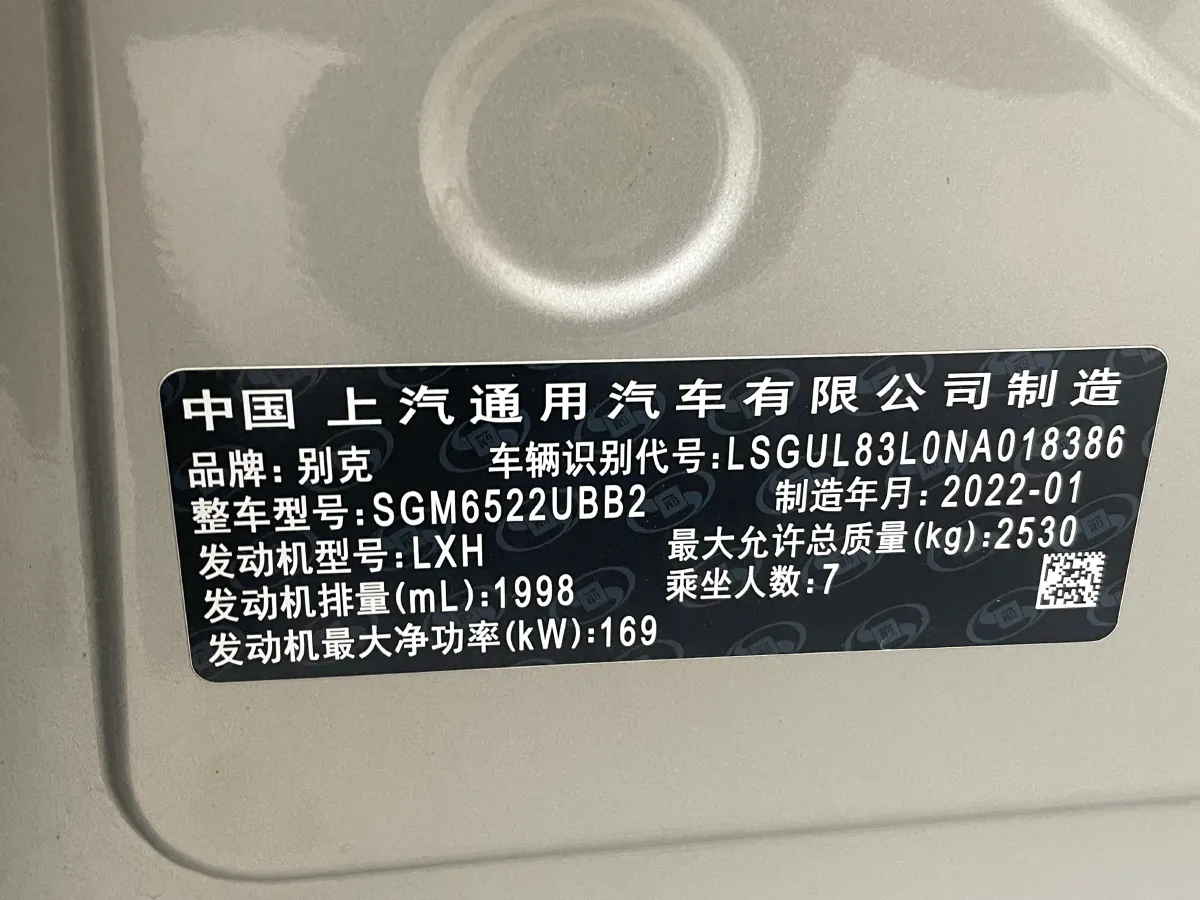 中国 上汽通用汽车有限公司制造
品牌:别克 车辆识别代号:LSGUL83L0NA018386
整车型号:SGM6522UBB2 制造年月:2022-01
发动机型号:LXH 最大允许总质量(kg):2530
发动机排量(mL):1998 乘坐人数:7
发动机最大净功率(kW):169